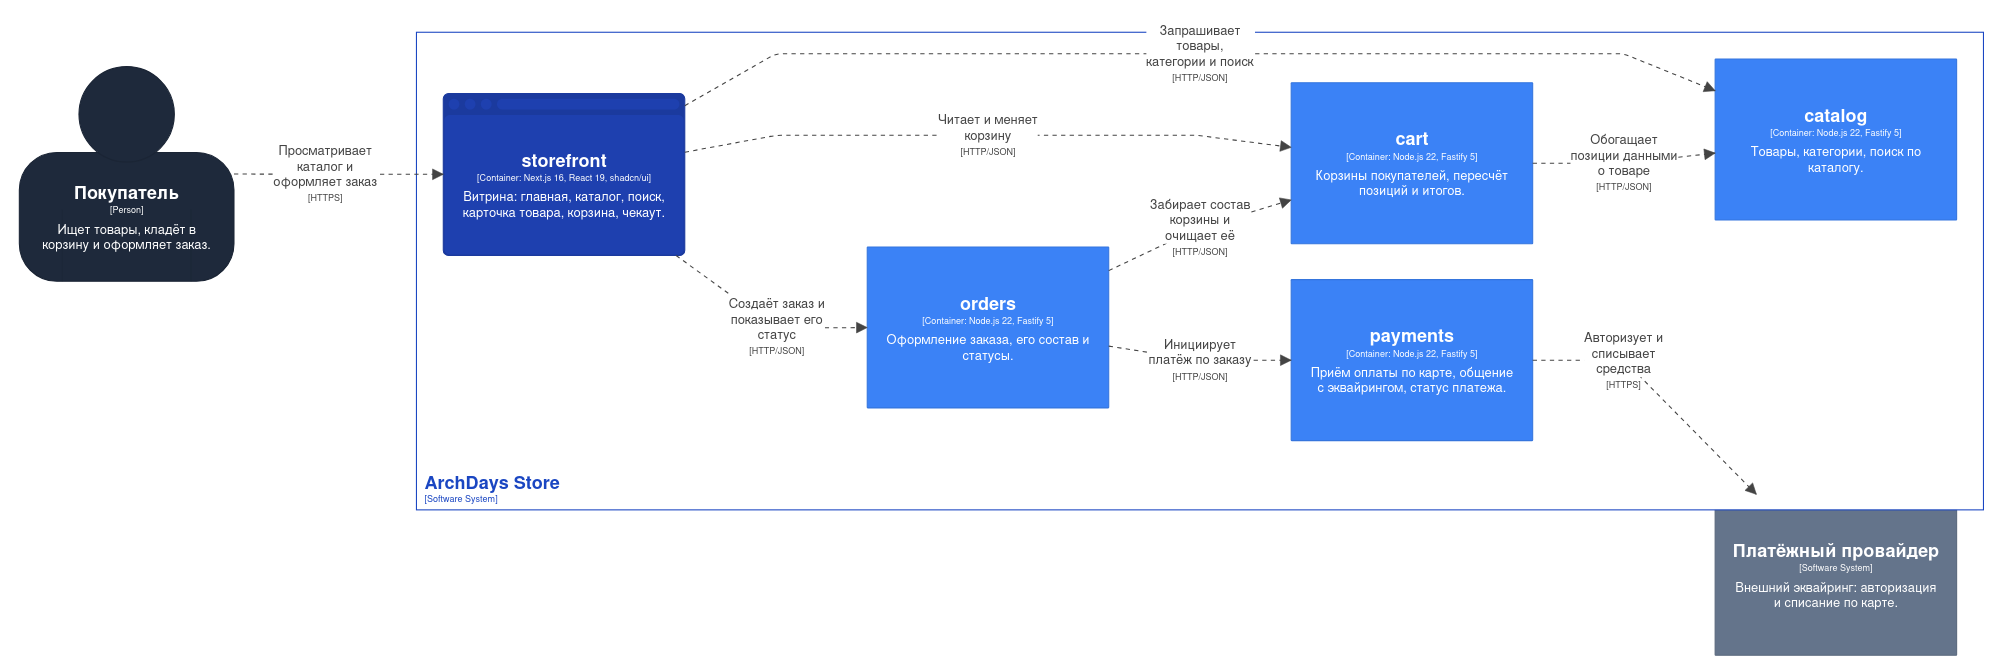 Покупатель
[Person]
Ищет товары, кладёт в
корзину и оформляет заказ.
Просматривает
каталог и
оформляет заказ
[HTTPS]
storefront
[Container: Next.js 16, React 19, shadcn/ui]
Витрина: главная, каталог, поиск,
карточка товара, корзина, чекаут.
Запрашивает
товары,
категории и поиск
[HTTP/JSON]
Читает и меняет
корзину
[HTTP/JSON]
Создаёт заказ и
показывает его
статус
[HTTP/JSON]
orders
[Container: Node.js 22, Fastify 5]
Оформление заказа, его состав и
статусы.
Забирает состав
корзины и
очищает её
[HTTP/JSON]
Инициирует
платёж по заказу
[HTTP/JSON]
cart
[Container: Node.js 22, Fastify 5]
Корзины покупателей, пересчёт
позиций и итогов.
payments
[Container: Node.js 22, Fastify 5]
Приём оплаты по карте, общение
с эквайрингом, статус платежа.
Обогащает
позиции данными
о товаре
[HTTP/JSON]
catalog
[Container: Node.js 22, Fastify 5]
Товары, категории, поиск по
каталогу.
Авторизует и
списывает
средства
[HTTPS]
ArchDays Store
[Software System]
Платёжный провайдер
[Software System]
Внешний эквайринг: авторизация
и списание по карте.